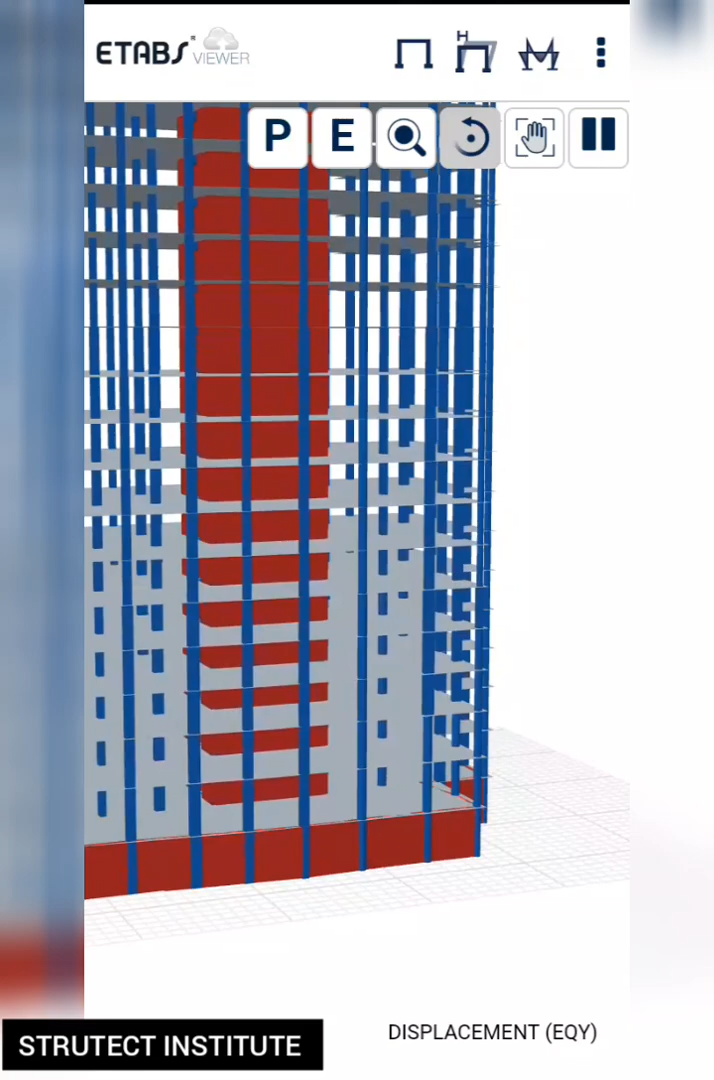 ETABS®
VIEWER
H
P E
STRUTECT INSTITUTE
DISPLACEMENT (EQY)